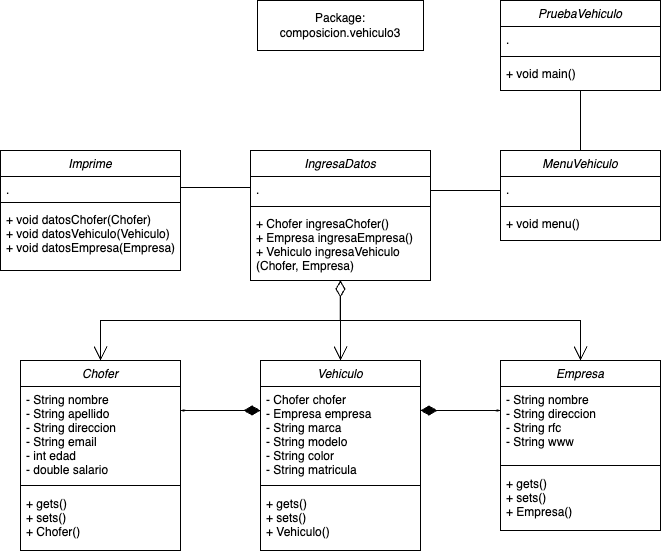 Package:
composicion.vehiculo3
PruebaVehiculo
.
+ void main()
Imprime
.
+ void datosChofer(Chofer)
+ void datosVehiculo(Vehiculo)
+ void datosEmpresa(Empresa)
IngresaDatos
.
+ Chofer ingresaChofer()
+ Empresa ingresaEmpresa()
+ Vehiculo ingresaVehiculo
(Chofer, Empresa)
MenuVehiculo
.
+ void menu()
Chofer
- String nombre
- String apellido
- String direccion
- String email
- int edad
- double salario
+ gets()
+ sets()
+ Chofer()
Vehiculo
- Chofer chofer
- Empresa empresa
- String marca
- String modelo
- String color
- String matricula
+ gets()
+ sets()
+ Vehiculo()
Empresa
- String nombre
- String direccion
- String rfc
- String www
+ gets()
+ sets()
+ Empresa()